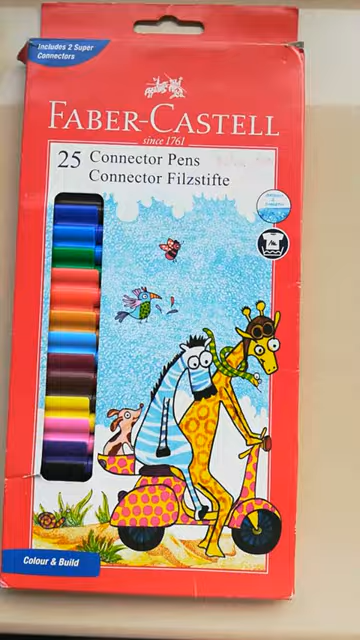 Includes 2 Super
Connectors
FABER-CASTELL
since 1761
25 Connector Pens
Connector Filzstifte
Colour & Build